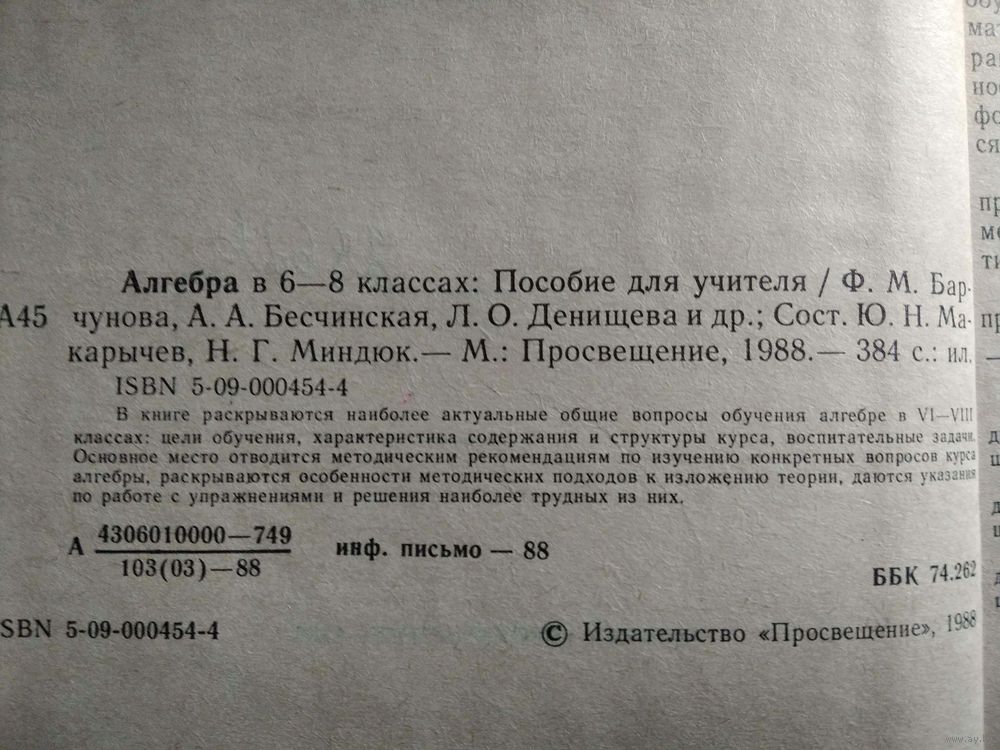 Алгебра в 6—8 классах: Пособие для учителя / Ф. М. Бар-
А45 чунова, А. А. Бесчинская, Л. О. Денищева и др.; Сост. Ю. Н. Ма-
карычев, Н. Г. Миндюк.— М.: Просвещение, 1988.— 384 с.: ил.
ISBN 5-09-000454-4
В книге раскрываются наиболее актуальные общие вопросы обучения алгебре в VI—VIII
классах: цели обучения, характеристика содержания и структуры курса, воспитательные задачи.
Основное место отводится методическим рекомендациям по изучению конкретных вопросов курса
алгебры, раскрываются особенности методических подходов к изложению теории, даются указания
по работе с упражнениями и решения наиболее трудных из них.
А 4306010000—749 инф. письмо — 88
103(03)—88
ББК 74.262
SBN 5-09-000454-4 © Издательство «Просвещение», 1988